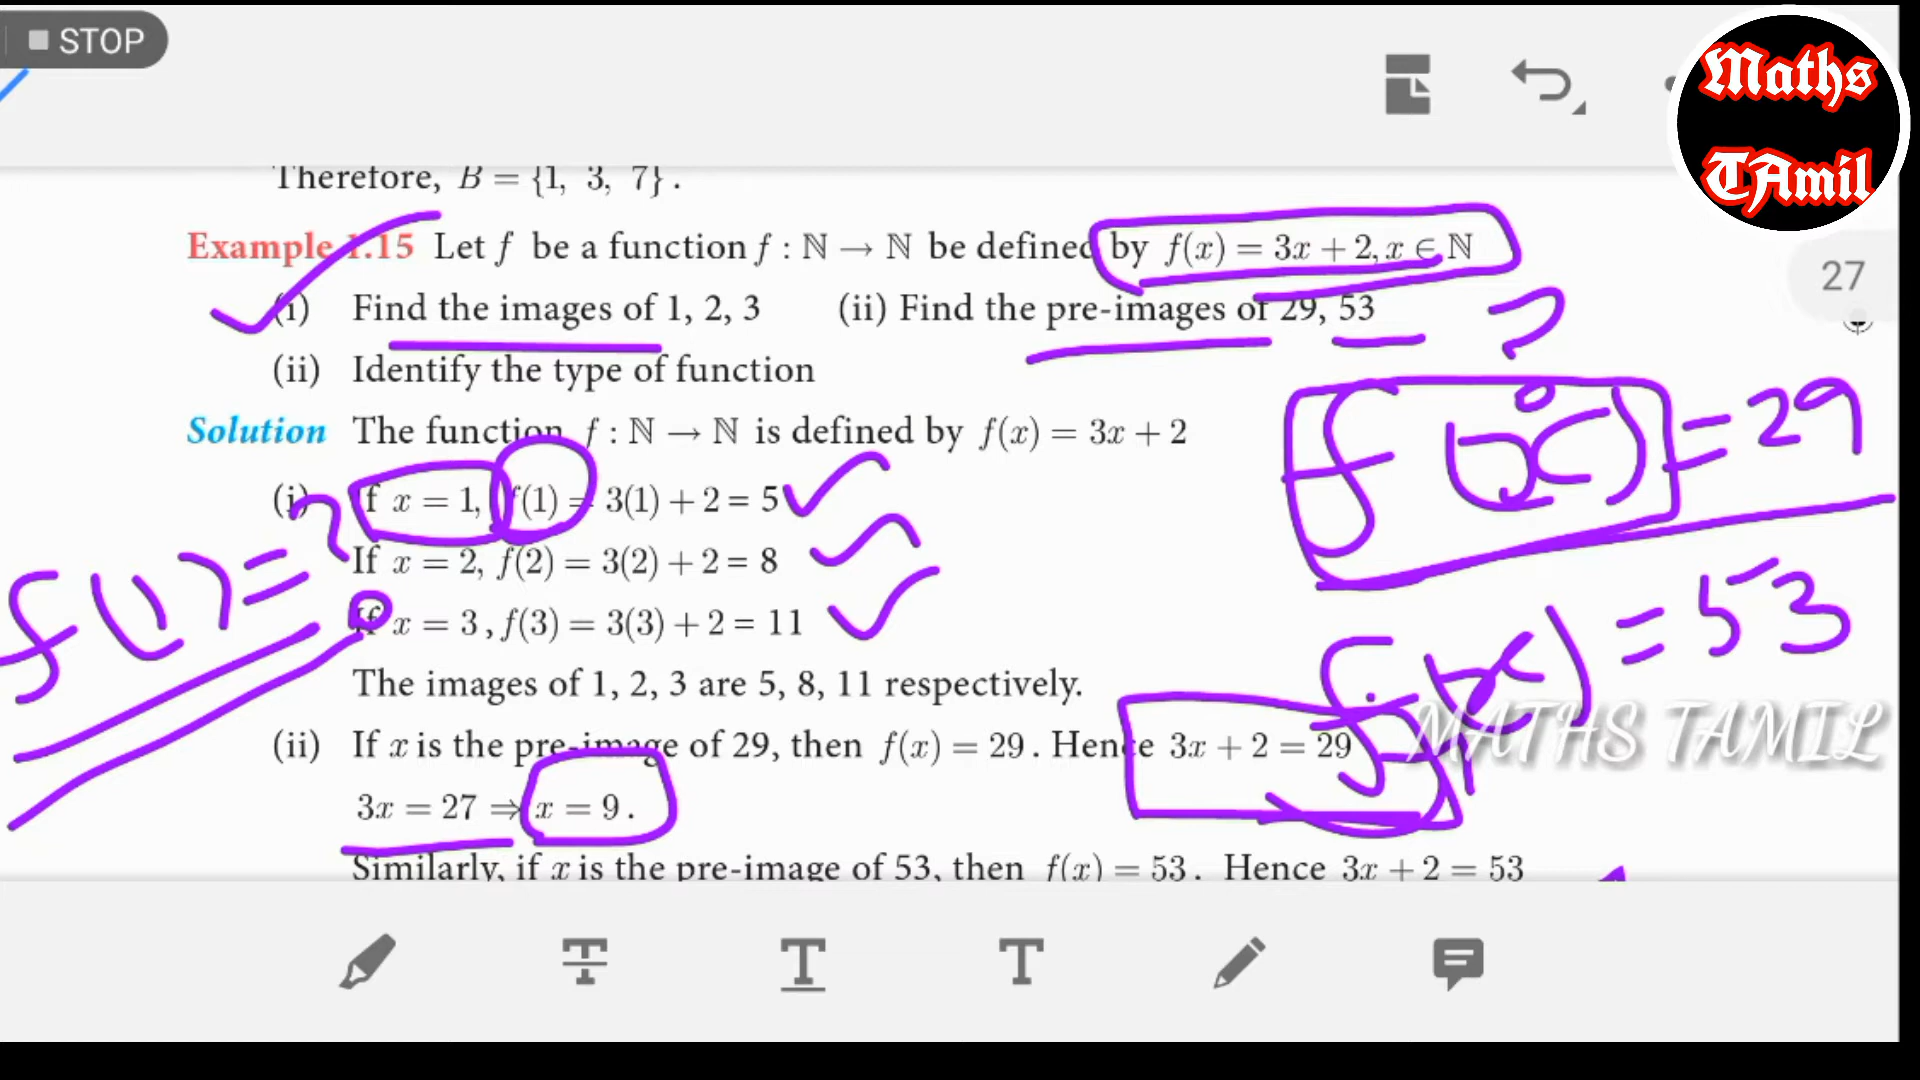 STOP
Maths
TAmil
Therefore, B = {1, 3, 7} .
27
Example 1.15 Let f be a function f : ℕ → ℕ be defined by f(x) = 3x + 2, x ∈ ℕ
(i) Find the images of 1, 2, 3 (ii) Find the pre-images of 29, 53 ?
(ii) Identify the type of function
f(x) = 29
Solution The function f : ℕ → ℕ is defined by f(x) = 3x + 2
(i) If x = 1, f(1) = 3(1) + 2 = 5
f(1) = ?
If x = 2, f(2) = 3(2) + 2 = 8
If x = 3, f(3) = 3(3) + 2 = 11
f(x) = 53
The images of 1, 2, 3 are 5, 8, 11 respectively.
MATHS TAMIL
(ii) If x is the pre-image of 29, then f(x) = 29 . Hence 3x + 2 = 29
3x = 27 ⇒ x = 9 .
Similarly, if x is the pre-image of 53, then f(x) = 53 . Hence 3x + 2 = 53
T T T